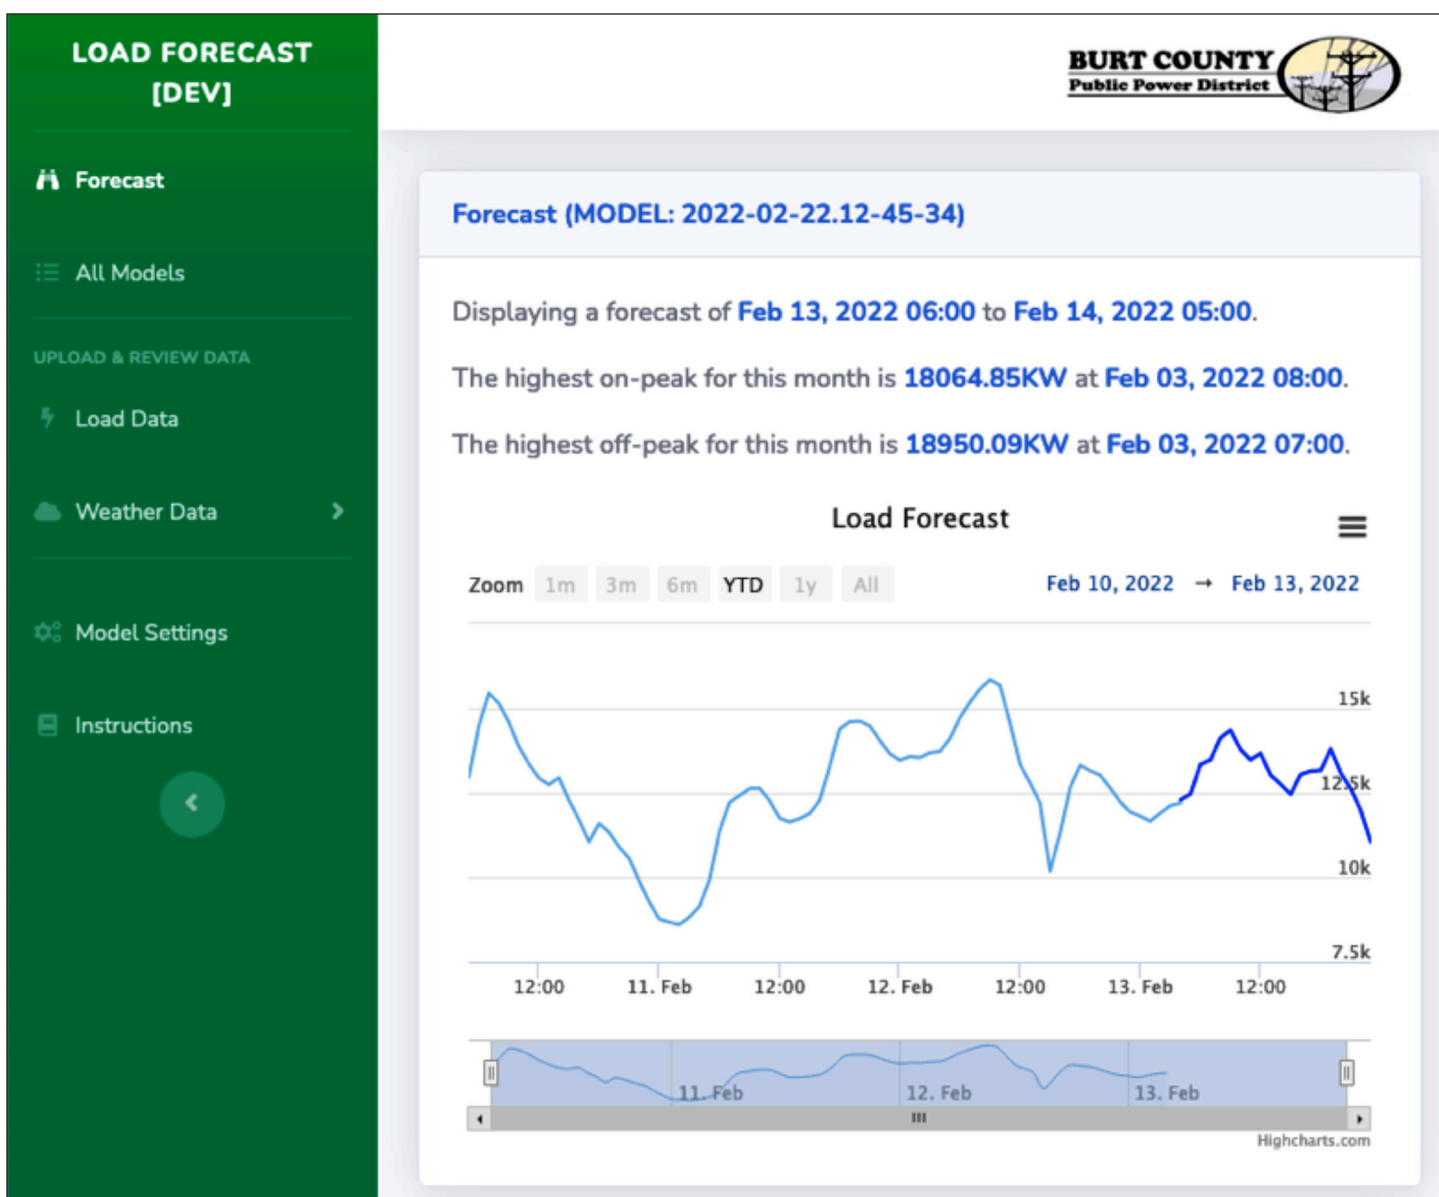 LOAD FORECAST
[DEV]
Forecast
All Models
UPLOAD & REVIEW DATA
Load Data
Weather Data
Model Settings
Instructions
BURT COUNTY
Public Power District
Forecast (MODEL: 2022-02-22.12-45-34)
Displaying a forecast of Feb 13, 2022 06:00 to Feb 14, 2022 05:00.
The highest on-peak for this month is 18064.85KW at Feb 03, 2022 08:00.
The highest off-peak for this month is 18950.09KW at Feb 03, 2022 07:00.
Load Forecast
Zoom 1m 3m 6m YTD 1y All Feb 10, 2022 → Feb 13, 2022
15k
12.5k
10k
7.5k
12:00 11. Feb 12:00 12. Feb 12:00 13. Feb 12:00
11. Feb 12. Feb 13. Feb
Highcharts.com